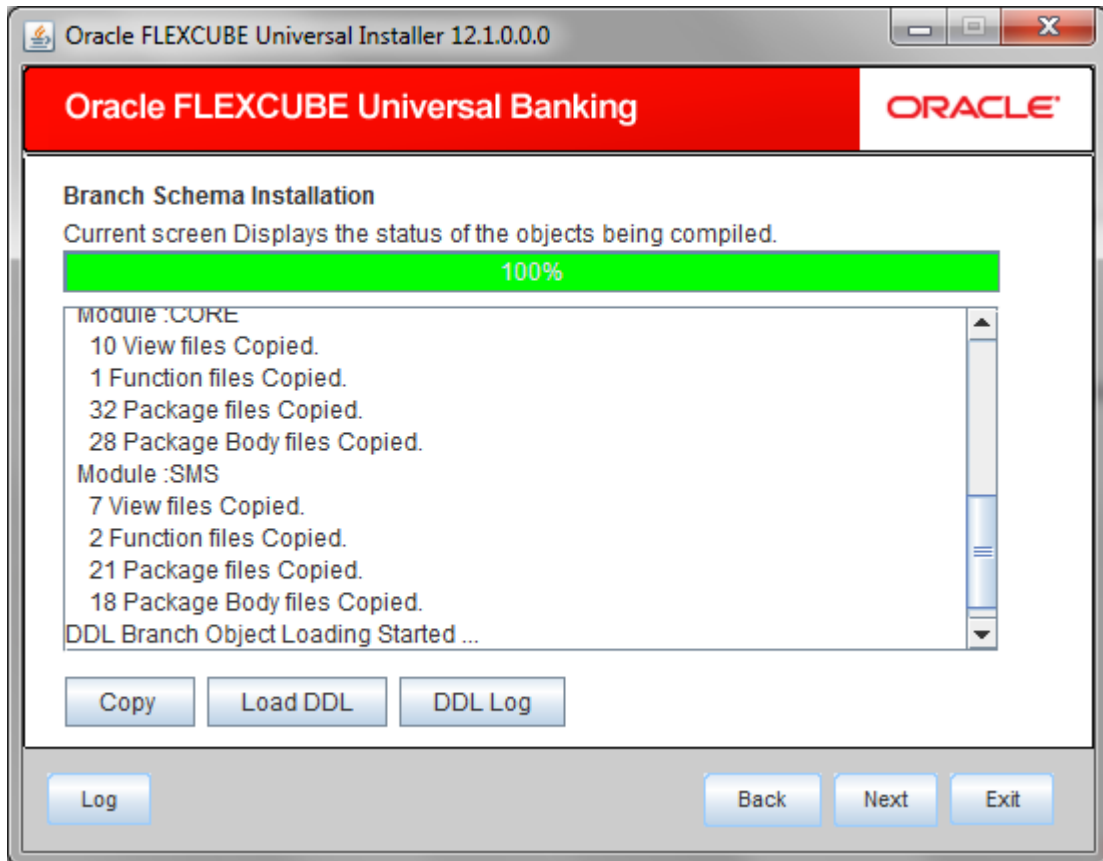 Oracle FLEXCUBE Universal Installer 12.1.0.0.0
Oracle FLEXCUBE Universal Banking
ORACLE
Branch Schema Installation
Current screen Displays the status of the objects being compiled.
100%
Module :CORE
10 View files Copied.
1 Function files Copied.
32 Package files Copied.
28 Package Body files Copied.
Module :SMS
7 View files Copied.
2 Function files Copied.
21 Package files Copied.
18 Package Body files Copied.
DDL Branch Object Loading Started ...
Copy Load DDL DDL Log
Log Back Next Exit